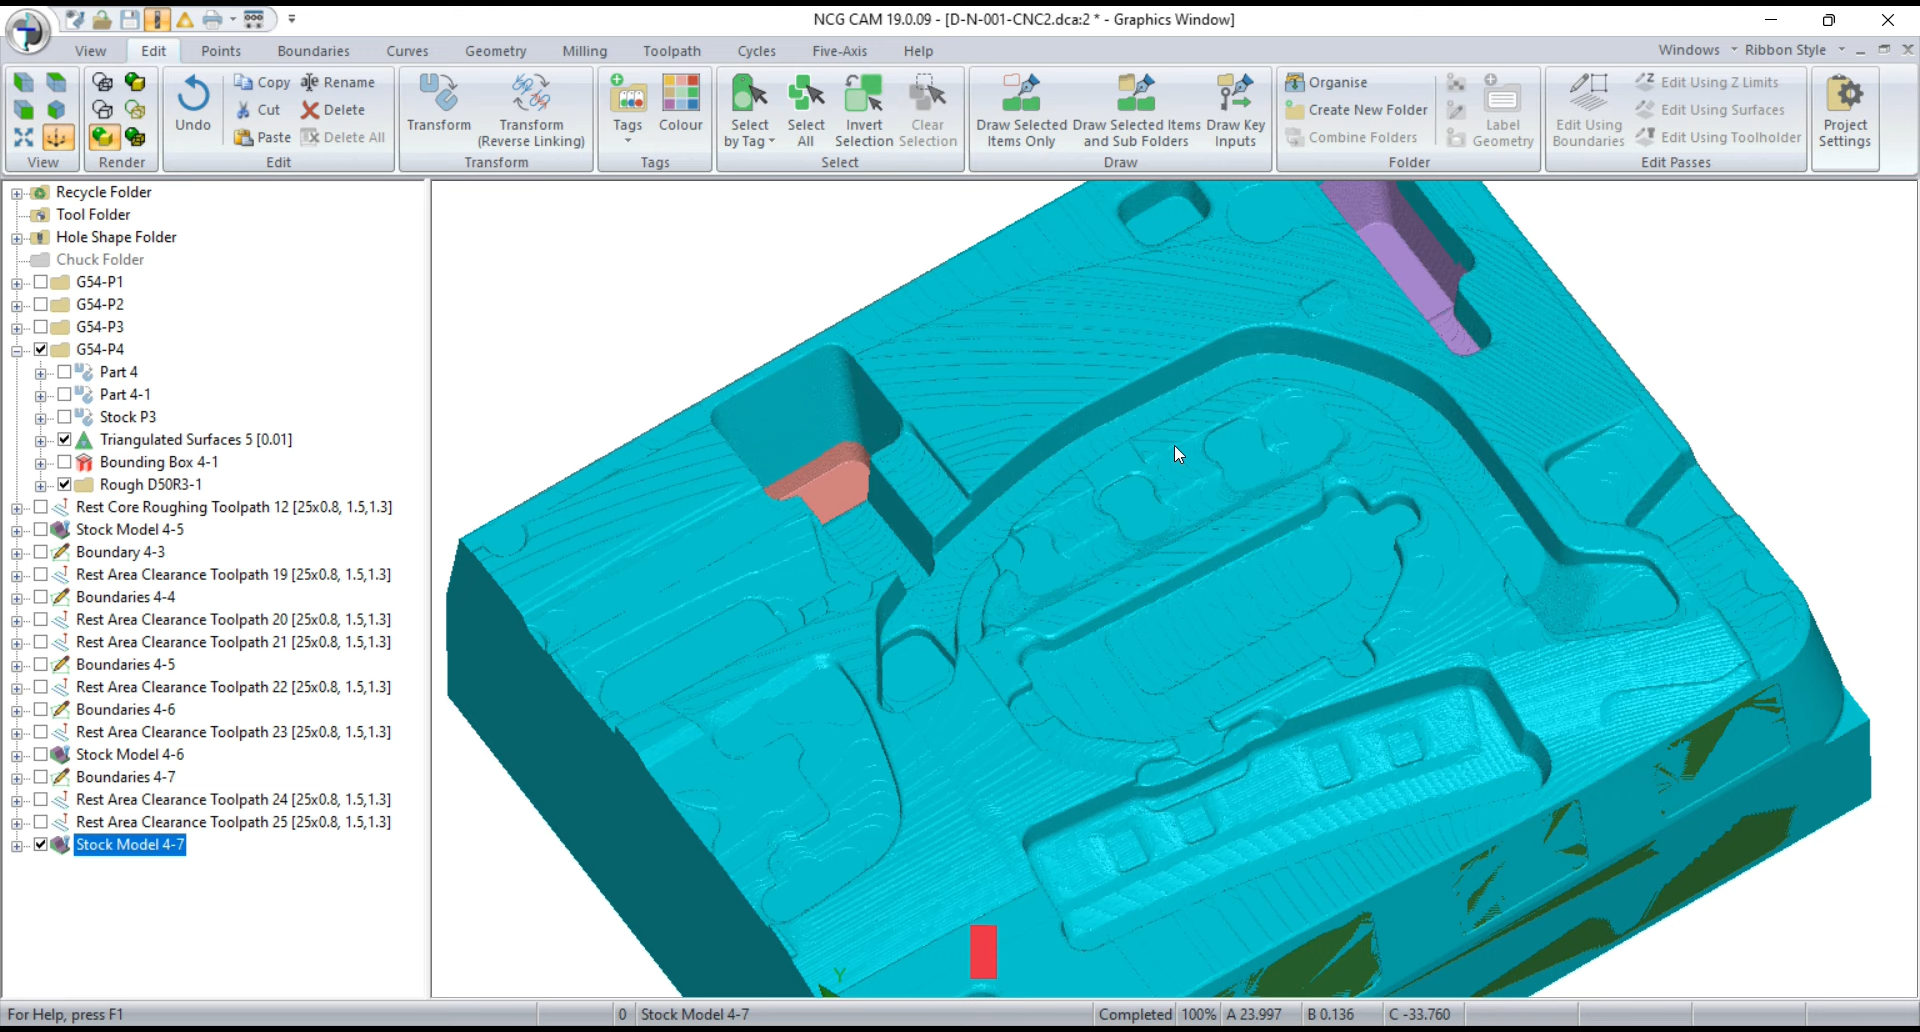 NCG CAM 19.0.09 - [D-N-001-CNC2.dca:2 * - Graphics Window]
View Edit Points Boundaries Curves Geometry Milling Toolpath Cycles Five-Axis Help Windows Ribbon Style
Copy Rename Organise Edit Using Z Limits
Undo Cut Delete Create New Folder Edit Using Surfaces
Paste Delete All Combine Folders Edit Using Toolholder
Transform Transform (Reverse Linking) Tags Colour Select by Tag Select All Invert Selection Clear Selection Draw Selected Items Only Draw Selected Items and Sub Folders Draw Key Inputs Label Geometry Edit Using Boundaries Project Settings
View Render Edit Transform Tags Select Draw Folder Edit Passes
Recycle Folder
Tool Folder
Hole Shape Folder
Chuck Folder
G54-P1
G54-P2
G54-P3
G54-P4
Part 4
Part 4-1
Stock P3
Triangulated Surfaces 5 [0.01]
Bounding Box 4-1
Rough D50R3-1
Rest Core Roughing Toolpath 12 [25x0.8, 1.5,1.3]
Stock Model 4-5
Boundary 4-3
Rest Area Clearance Toolpath 19 [25x0.8, 1.5,1.3]
Boundaries 4-4
Rest Area Clearance Toolpath 20 [25x0.8, 1.5,1.3]
Rest Area Clearance Toolpath 21 [25x0.8, 1.5,1.3]
Boundaries 4-5
Rest Area Clearance Toolpath 22 [25x0.8, 1.5,1.3]
Boundaries 4-6
Rest Area Clearance Toolpath 23 [25x0.8, 1.5,1.3]
Stock Model 4-6
Boundaries 4-7
Rest Area Clearance Toolpath 24 [25x0.8, 1.5,1.3]
Rest Area Clearance Toolpath 25 [25x0.8, 1.5,1.3]
Stock Model 4-7
Y
For Help, press F1 0 Stock Model 4-7 Completed 100% A 23.997 B 0.136 C -33.760